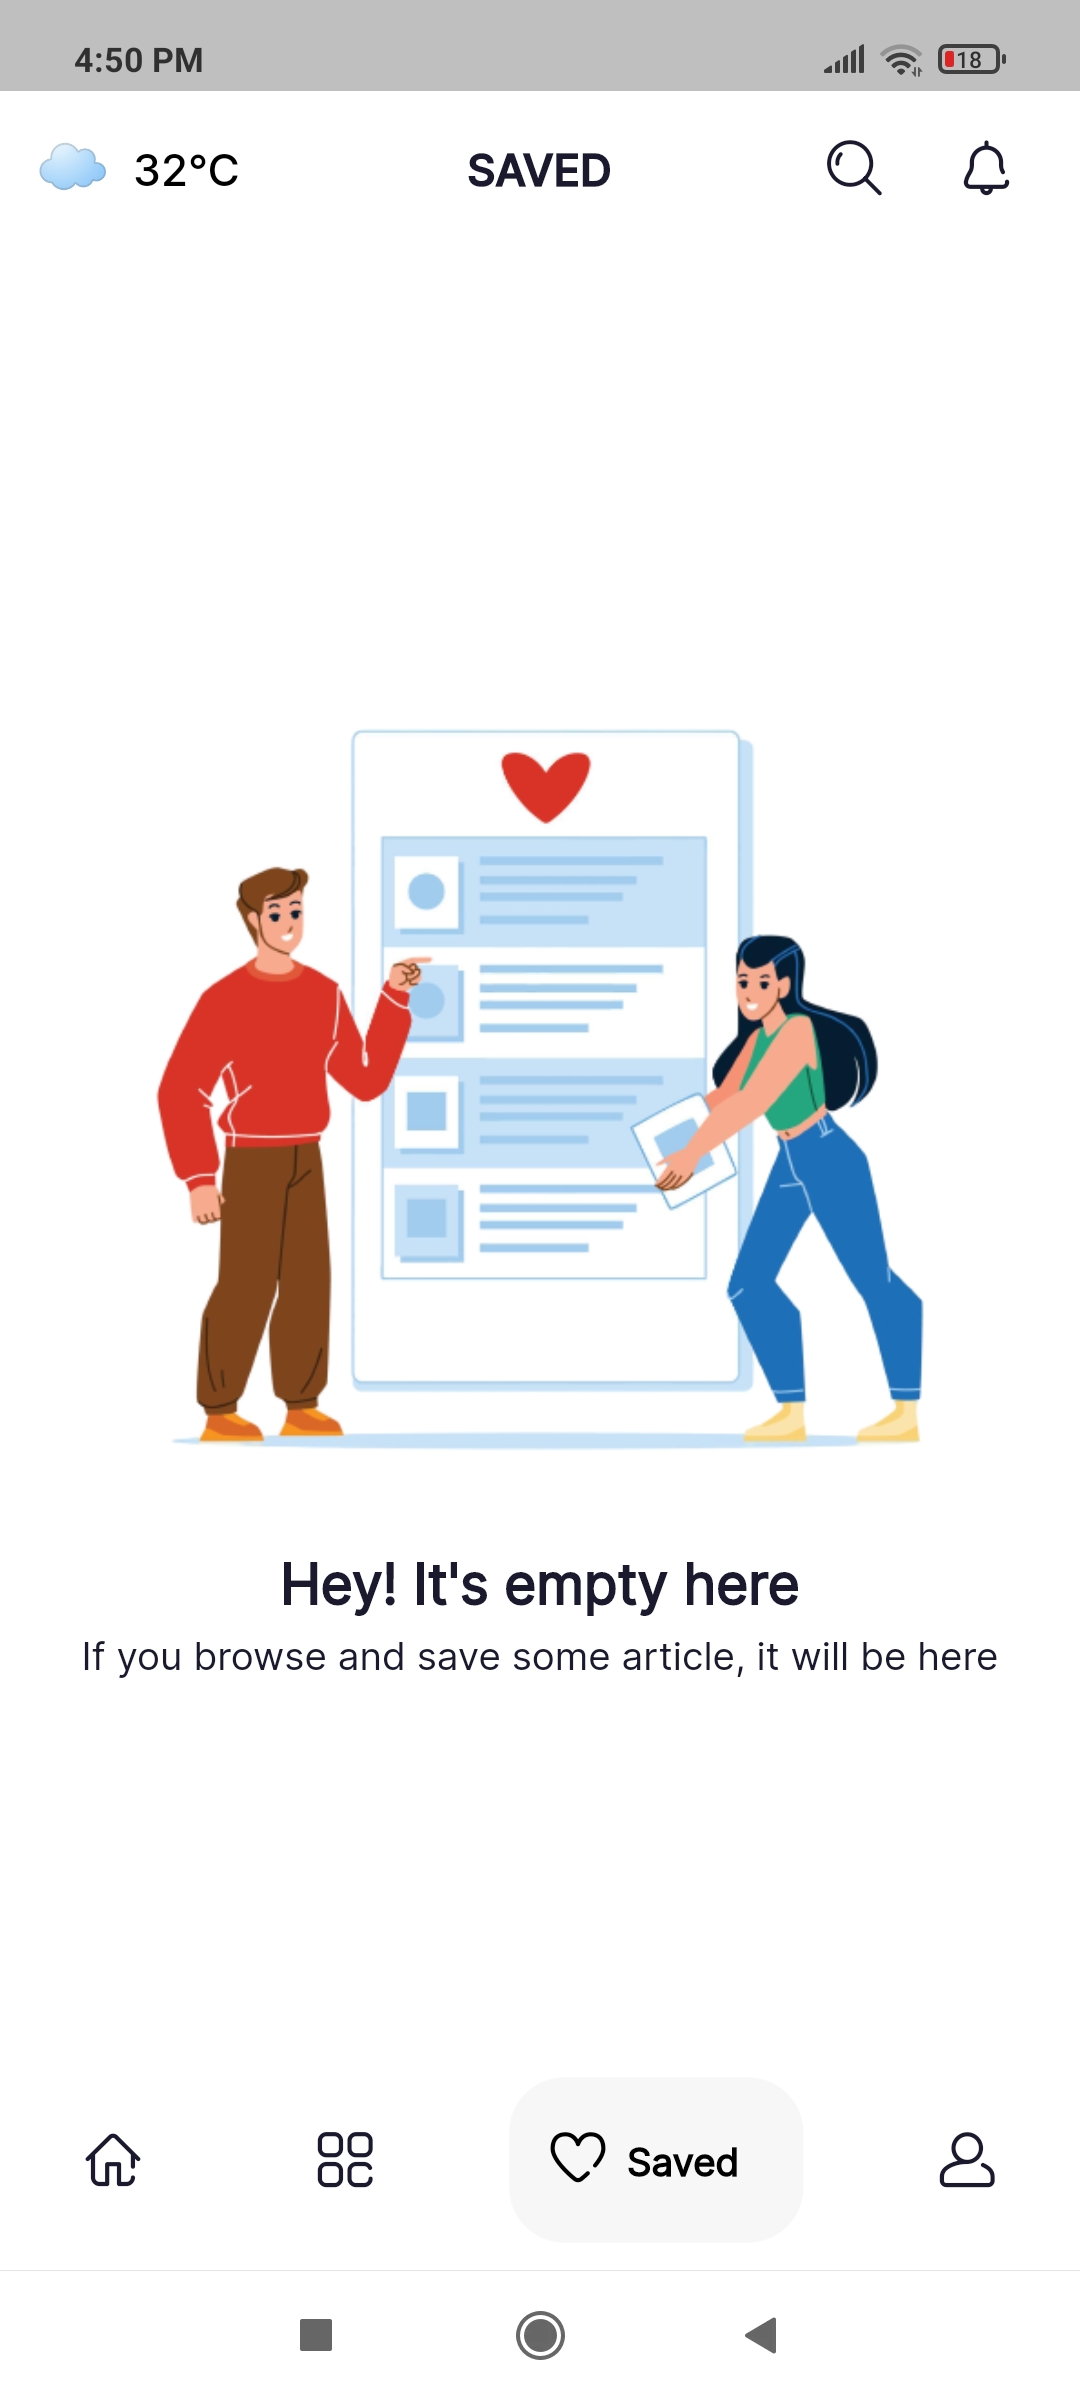 4:50 PM
18
32°C
SAVED
Hey! It's empty here
If you browse and save some article, it will be here
Saved